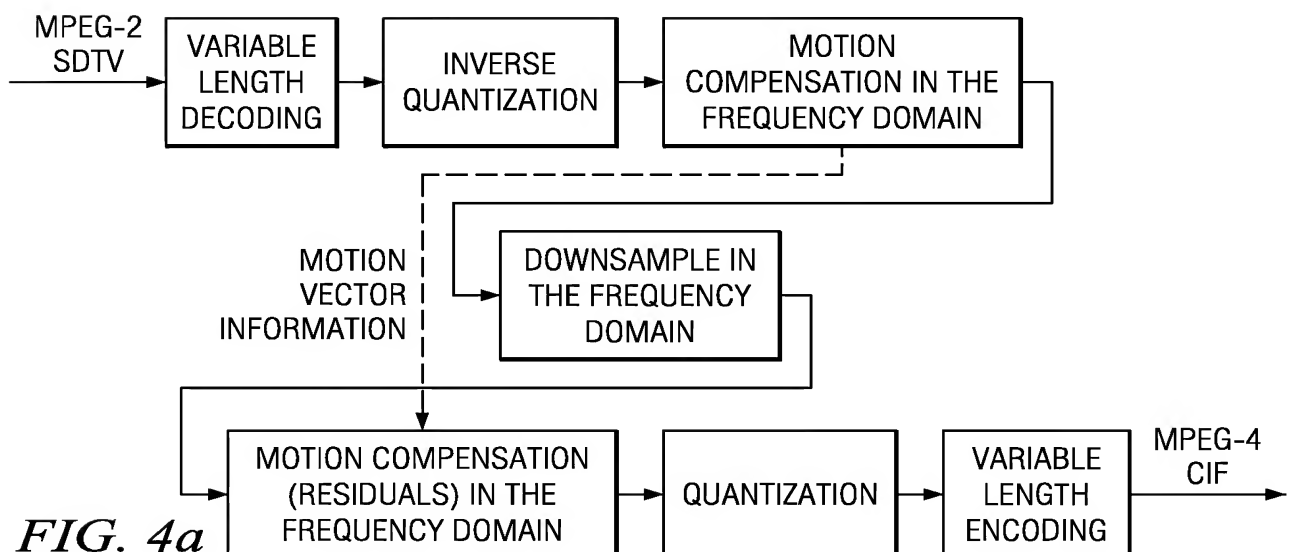 MPEG-2
SDTV
VARIABLE
LENGTH
DECODING
INVERSE
QUANTIZATION
MOTION
COMPENSATION IN THE
FREQUENCY DOMAIN
MOTION
VECTOR
INFORMATION
DOWNSAMPLE IN
THE FREQUENCY
DOMAIN
MOTION COMPENSATION
(RESIDUALS) IN THE
FREQUENCY DOMAIN
QUANTIZATION
VARIABLE
LENGTH
ENCODING
MPEG-4
CIF
FIG. 4a